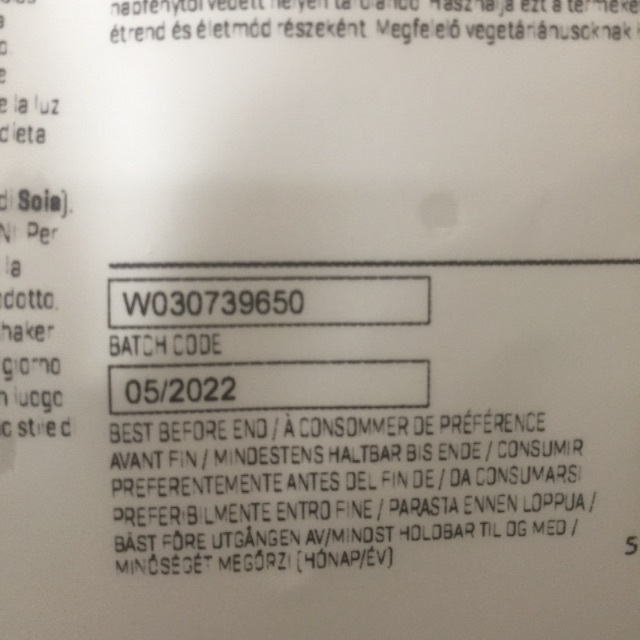 védett helyen
étrend és életmód részeként. Megfelelő vegetáriánusoknak
e
e la luz
dieta
di Soia).
Per
la
haker
giorno
luogo
W030739650
BATCH CODE
05/2022
BEST BEFORE END / À CONSOMMER DE PRÉFÉRENCE
AVANT FIN / MINDESTENS HALTBAR BIS ENDE / CONSUMIR
PREFERENTEMENTE ANTES DEL FIN DE / DA CONSUMARSI
PREFERIBILMENTE ENTRO FINE / PARASTA ENNEN LOPPUA /
BÄST FÖRE UTGÅNGEN AV/MINDST HOLDBAR TIL OG MED /
MINŐSÉGÉT MEGŐRZI (HÓNAP/ÉV)
S